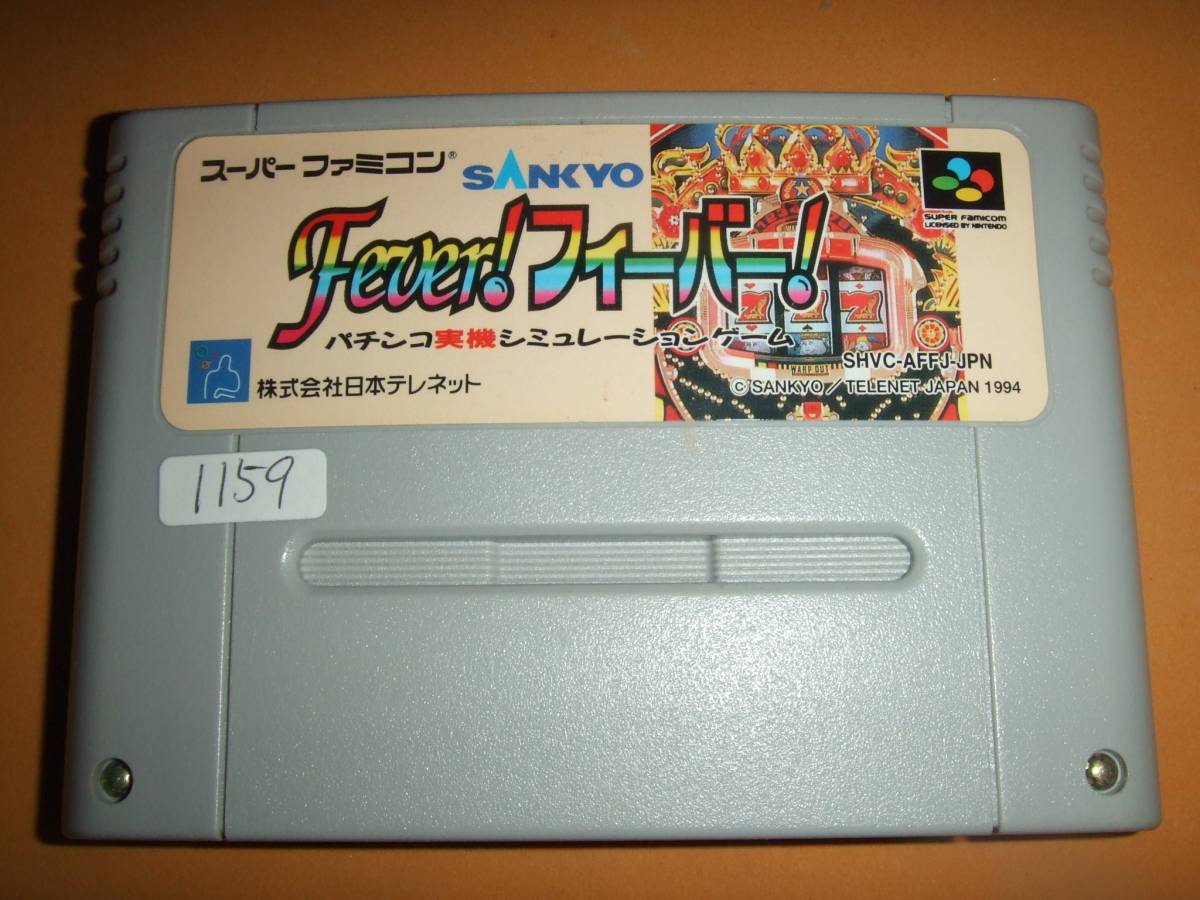 スーパーファミコン®
SANKYO
Fever!フィーバー!
パチンコ実機シミュレーションゲーム
SUPER FAMICOM
LICENSED BY NINTENDO
7 7 7
WARP OUT
SHVC-AFFJ-JPN
株式会社日本テレネット
© SANKYO/TELENET JAPAN 1994
1159